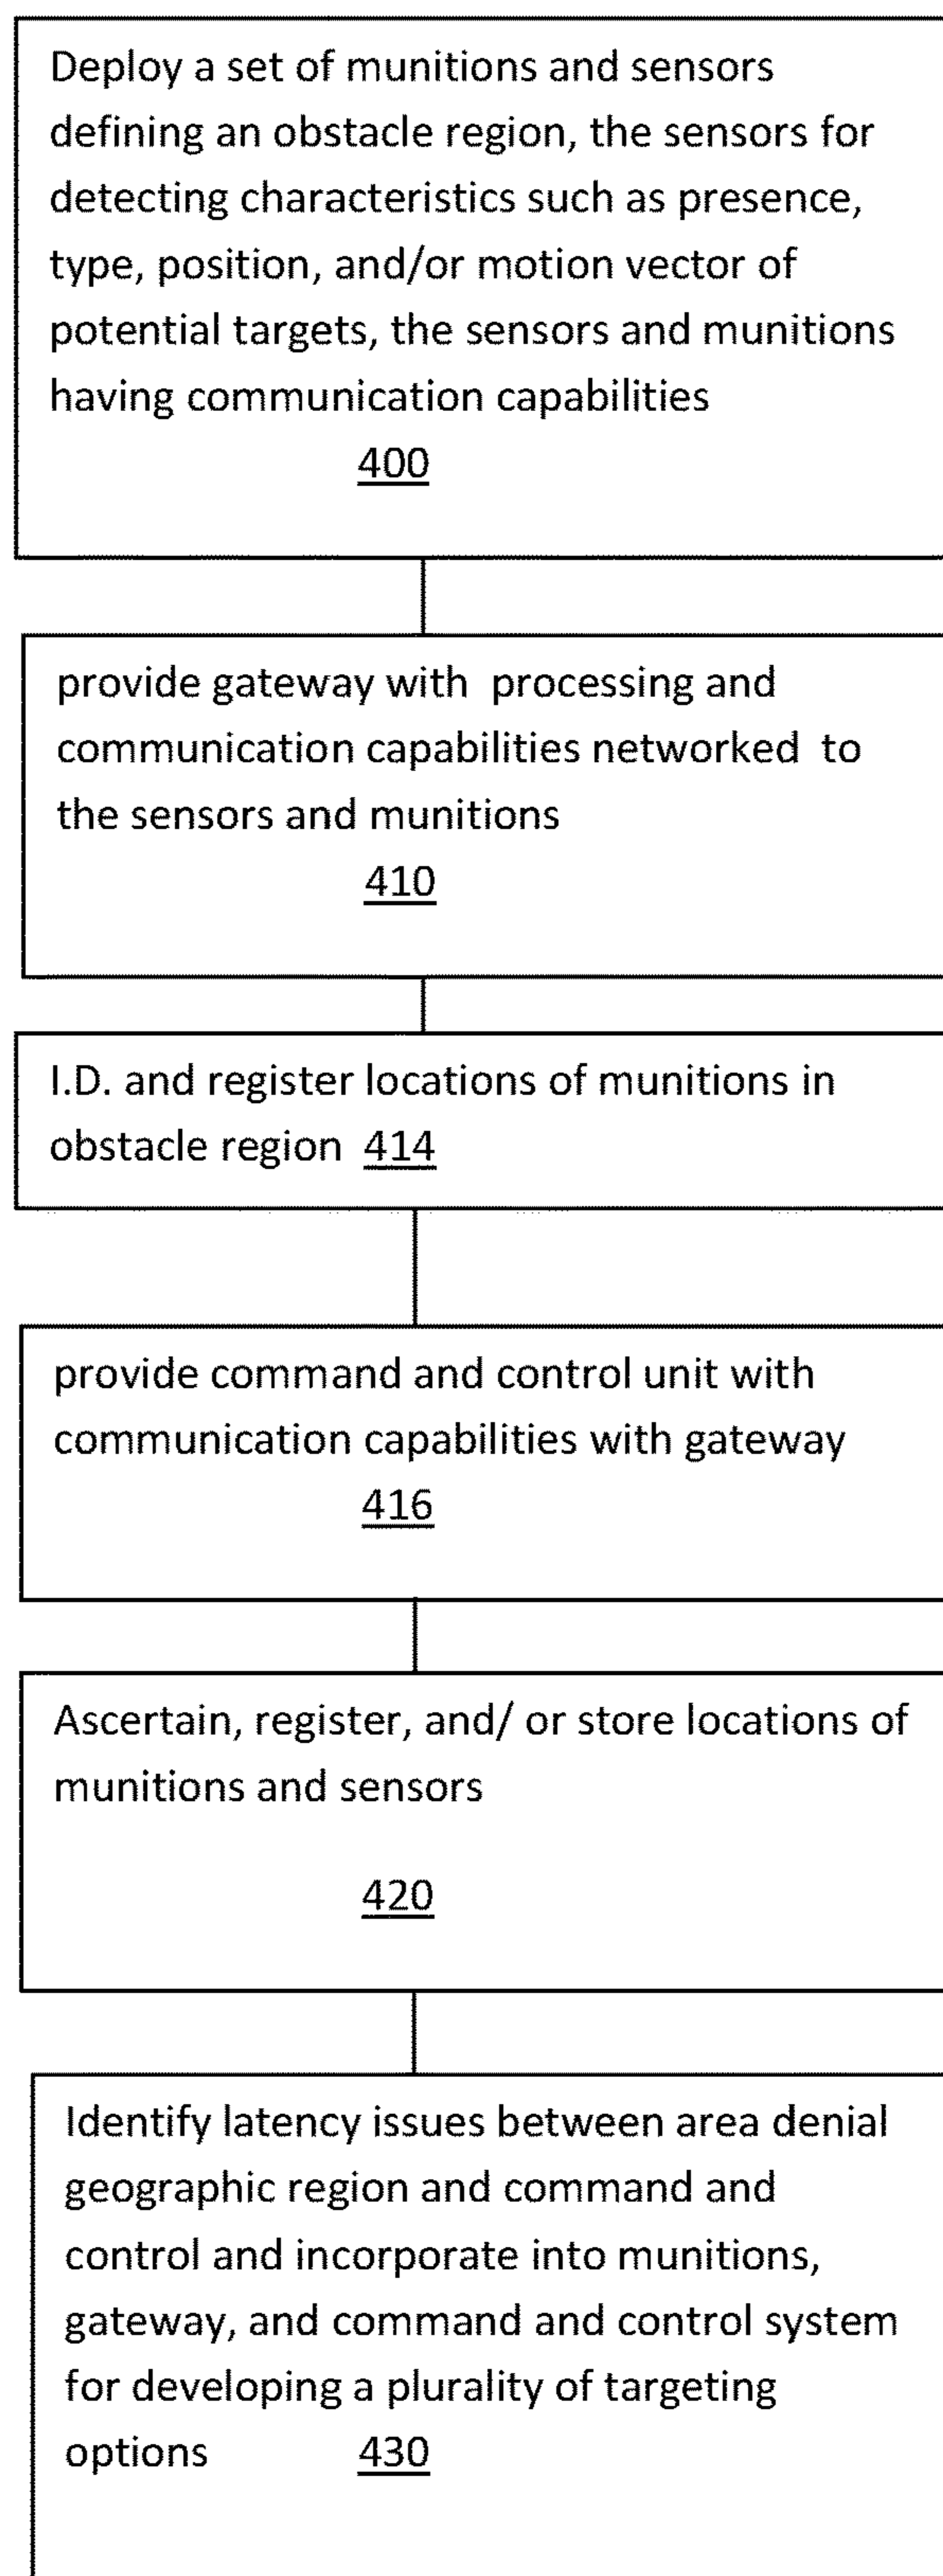 Deploy a set of munitions and sensors
defining an obstacle region, the sensors for
detecting characteristics such as presence,
type, position, and/or motion vector of
potential targets, the sensors and munitions
having communication capabilities
400
provide gateway with processing and
communication capabilities networked to
the sensors and munitions
410
I.D. and register locations of munitions in
obstacle region 414
provide command and control unit with
communication capabilities with gateway
416
Ascertain, register, and/ or store locations of
munitions and sensors
420
Identify latency issues between area denial
geographic region and command and
control and incorporate into munitions,
gateway, and command and control system
for developing a plurality of targeting
options 430